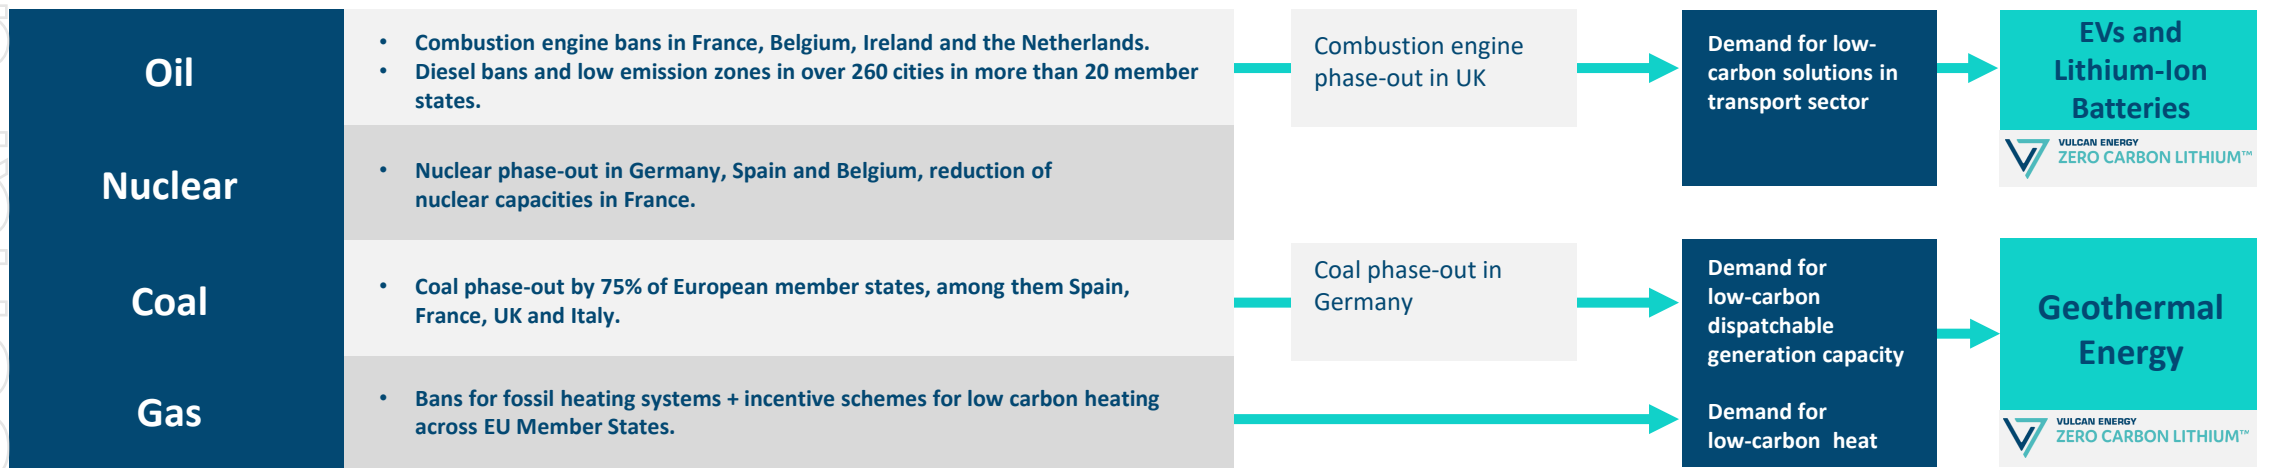 Oil
• Combustion engine bans in France, Belgium, Ireland and the Netherlands.
• Diesel bans and low emission zones in over 260 cities in more than 20 member
states.
Combustion engine
phase-out in UK
Demand for low-
carbon solutions in
transport sector
EVs and
Lithium-Ion
Batteries
VULCAN ENERGY
ZERO CARBON LITHIUM™
Nuclear
• Nuclear phase-out in Germany, Spain and Belgium, reduction of
nuclear capacities in France.
Coal
• Coal phase-out by 75% of European member states, among them Spain,
France, UK and Italy.
Coal phase-out in
Germany
Demand for
low-carbon
dispatchable
generation capacity
Geothermal
Energy
Gas
• Bans for fossil heating systems + incentive schemes for low carbon heating
across EU Member States.
Demand for
low-carbon heat
VULCAN ENERGY
ZERO CARBON LITHIUM™